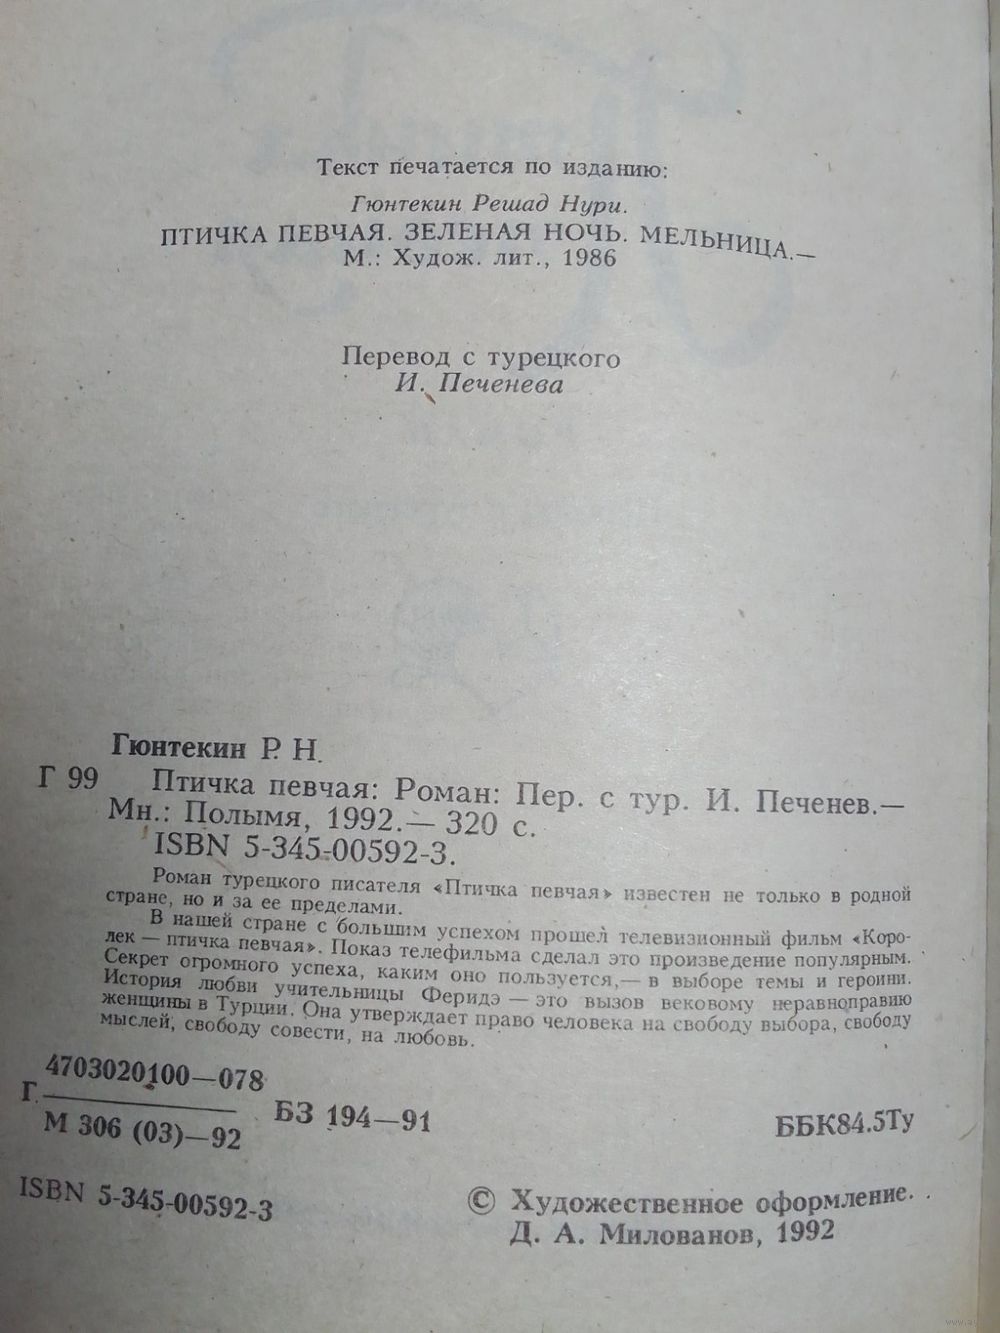 Текст печатается по изданию:
Гюнтекин Решад Нури.
ПТИЧКА ПЕВЧАЯ. ЗЕЛЕНАЯ НОЧЬ. МЕЛЬНИЦА.—
М.: Худож. лит., 1986
Перевод с турецкого
И. Печенева
Гюнтекин Р. Н.
Г 99 Птичка певчая: Роман: Пер. с тур. И. Печенев.—
Мн.: Полымя, 1992.— 320 с.
ISBN 5-345-00592-3.
Роман турецкого писателя «Птичка певчая» известен не только в родной
стране, но и за ее пределами.
В нашей стране с большим успехом прошел телевизионный фильм «Коро-
лек — птичка певчая». Показ телефильма сделал это произведение популярным.
Секрет огромного успеха, каким оно пользуется,— в выборе темы и героини.
История любви учительницы Феридэ — это вызов вековому неравноправию
женщины в Турции. Она утверждает право человека на свободу выбора, свободу
мыслей, свободу совести, на любовь.
Г 4703020100—078
М 306 (03)—92
БЗ 194—91
ББК84.5Ту
ISBN 5-345-00592-3
© Художественное оформление.
Д. А. Милованов, 1992